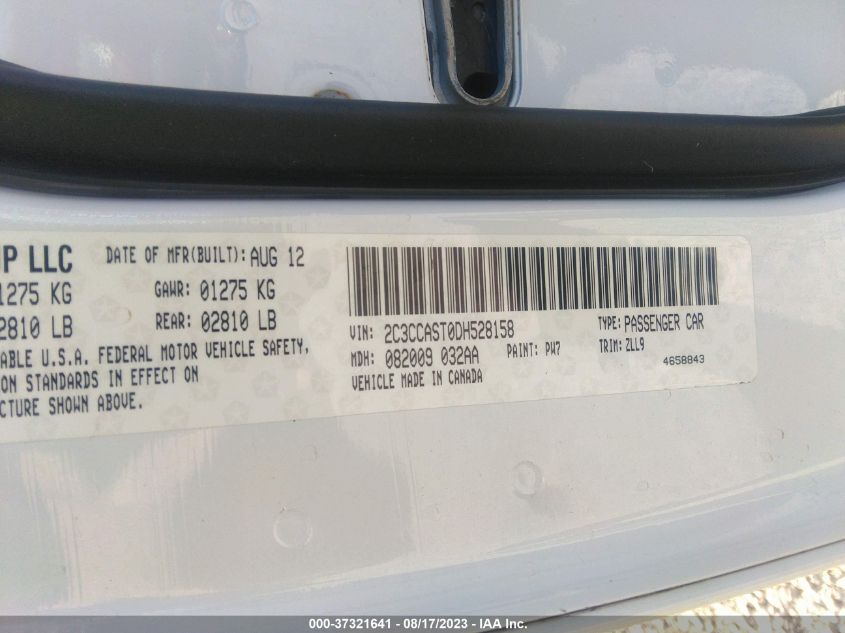 UP LLC DATE OF MFR(BUILT): AUG 12
1275 KG GAWR: 01275 KG
2810 LB REAR: 02810 LB
ABLE U.S.A. FEDERAL MOTOR VEHICLE SAFETY,
ON STANDARDS IN EFFECT ON
CTURE SHOWN ABOVE.
VIN: 2C3CCAST0DH528158 TYPE: PASSENGER CAR
MDH: 082009 032AA PAINT: PW7 TRIM: ZLL9
VEHICLE MADE IN CANADA 4658843
000-37321641 - 08/17/2023 - IAA Inc.